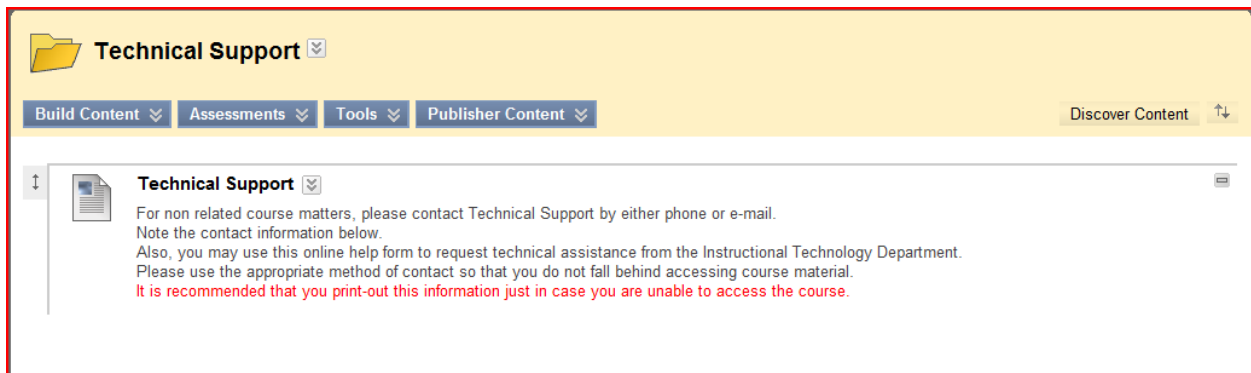 Technical Support
Build Content Assessments Tools Publisher Content Discover Content
Technical Support
For non related course matters, please contact Technical Support by either phone or e-mail.
Note the contact information below.
Also, you may use this online help form to request technical assistance from the Instructional Technology Department.
Please use the appropriate method of contact so that you do not fall behind accessing course material.
It is recommended that you print-out this information just in case you are unable to access the course.